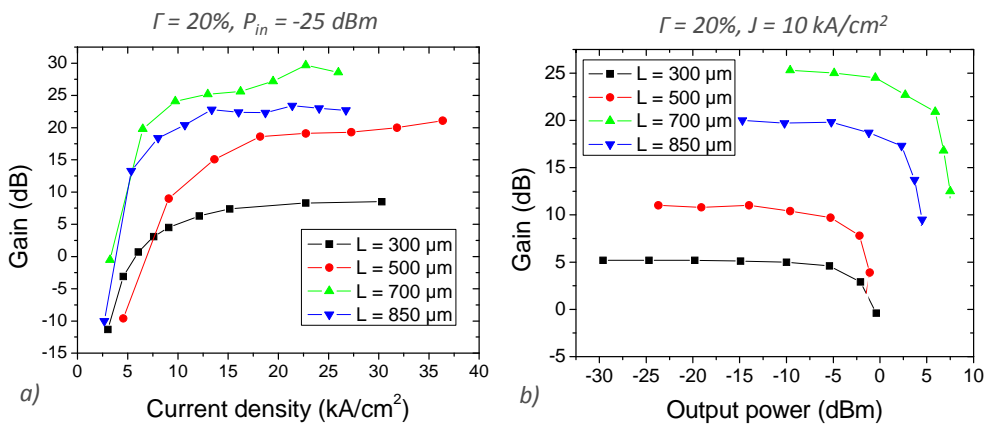 Γ = 20%, P_in = -25 dBm
Γ = 20%, J = 10 kA/cm²
30
25
20
15
10
5
0
-5
-10
-15
Gain (dB)
0 5 10 15 20 25 30 35 40
Current density (kA/cm²)
L = 300 µm
L = 500 µm
L = 700 µm
L = 850 µm
a)
25
20
15
10
5
0
-5
Gain (dB)
-30 -25 -20 -15 -10 -5 0 5 10
Output power (dBm)
L = 300 µm
L = 500 µm
L = 700 µm
L = 850 µm
b)